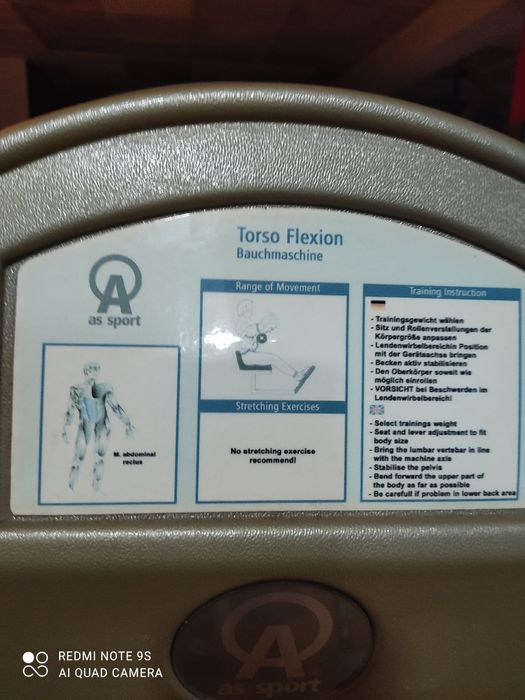 Torso Flexion
Bauchmaschine
as sport
M. abdominal
rectus
Range of Movement
Stretching Exercises
No stretching exercise
recommend!
Training Instruction
- Trainingsgewicht wählen
- Sitz und Rollenverstellungen der
Körpergröße anpassen
- Lendenwirbelbereichin Position
mit der Geräteachse bringen
- Becken aktiv stabilisieren
- Den Oberkörper soweit wie
möglich einrollen
- VORSICHT bei Beschwerden im
Lendenwirbelbereich!
- Select trainings weight
- Seat and lever adjustment to fit
body size
- Bring the lumbar vertebar in line
with the machine axle
- Stabilise the pelvis
- Bend forward the upper part of
the body as far as possible
- Be carefull if problem in lower back area
as sport
REDMI NOTE 9S
AI QUAD CAMERA